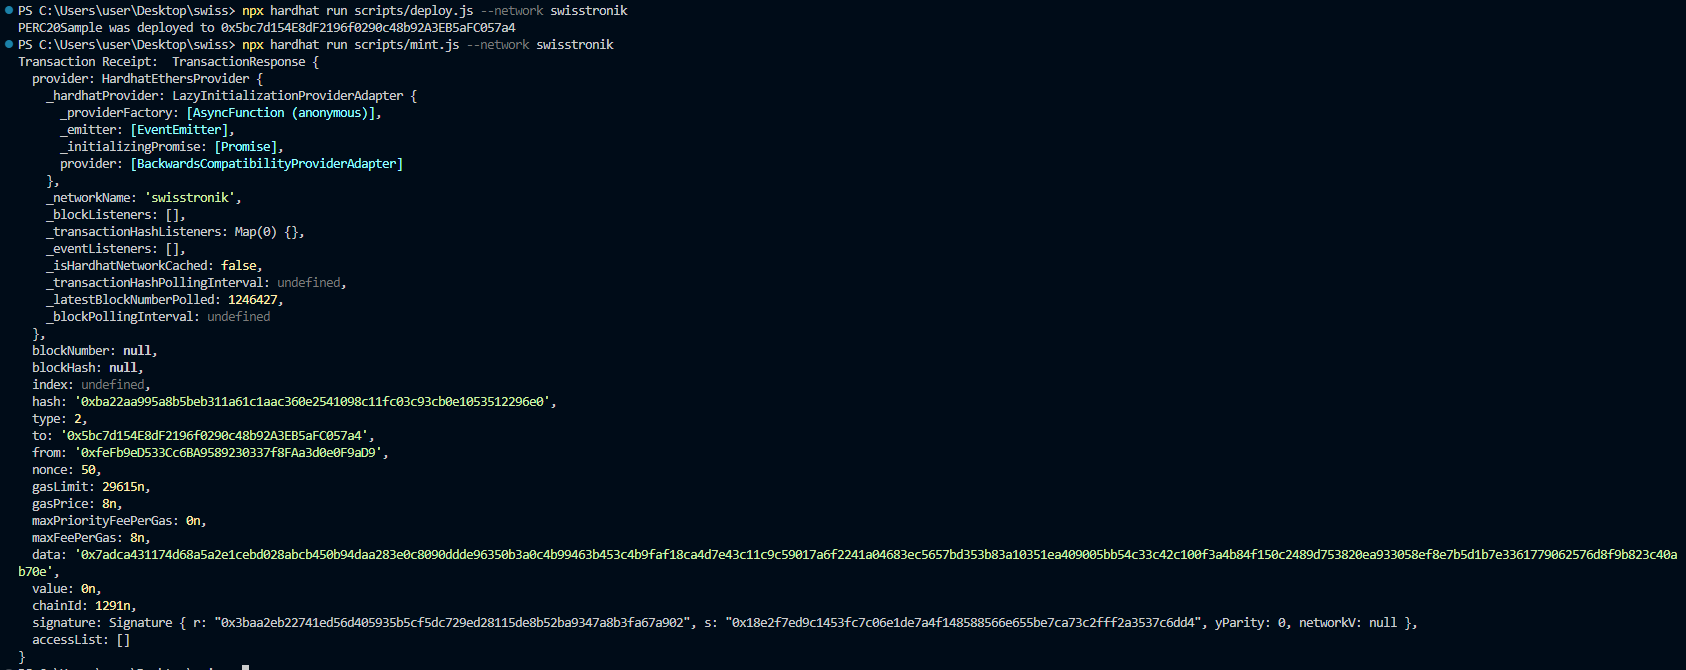 PS C:\Users\user\Desktop\swiss> npx hardhat run scripts/deploy.js --network swisstronik
PERC20Sample was deployed to 0x5bc7d154E8dF2196f0290c48b92A3EB5aFC057a4
PS C:\Users\user\Desktop\swiss> npx hardhat run scripts/mint.js --network swisstronik
Transaction Receipt:  TransactionResponse {
  provider: HardhatEthersProvider {
    _hardhatProvider: LazyInitializationProviderAdapter {
      _providerFactory: [AsyncFunction (anonymous)],
      _emitter: [EventEmitter],
      _initializingPromise: [Promise],
      provider: [BackwardsCompatibilityProviderAdapter]
    },
    _networkName: 'swisstronik',
    _blockListeners: [],
    _transactionHashListeners: Map(0) {},
    _eventListeners: [],
    _isHardhatNetworkCached: false,
    _transactionHashPollingInterval: undefined,
    _latestBlockNumberPolled: 1246427,
    _blockPollingInterval: undefined
  },
  blockNumber: null,
  blockHash: null,
  index: undefined,
  hash: '0xba22aa995a8b5beb311a61c1aac360e2541098c11fc03c93cb0e1053512296e0',
  type: 2,
  to: '0x5bc7d154E8dF2196f0290c48b92A3EB5aFC057a4',
  from: '0xfeFb9eD533Cc6BA9589230337f8FAa3d0e0F9aD9',
  nonce: 50,
  gasLimit: 29615n,
  gasPrice: 8n,
  maxPriorityFeePerGas: 0n,
  maxFeePerGas: 8n,
  data: '0x7adca431174d68a5a2e1cebd028abcb450b94daa283e0c8090ddde96350b3a0c4b99463b453c4b9faf18ca4d7e43c11c9c59017a6f2241a04683ec5657bd353b83a10351ea409005bb54c33c42c100f3a4b84f150c2489d753820ea933058ef8e7b5d1b7e3361779062576d8f9b823c40a
b70e',
  value: 0n,
  chainId: 1291n,
  signature: Signature { r: "0x3baa2eb22741ed56d405935b5cf5dc729ed28115de8b52ba9347a8b3fa67a902", s: "0x18e2f7ed9c1453fc7c06e1de7a4f148588566e655be7ca73c2fff2a3537c6dd4", yParity: 0, networkV: null },
  accessList: []
}